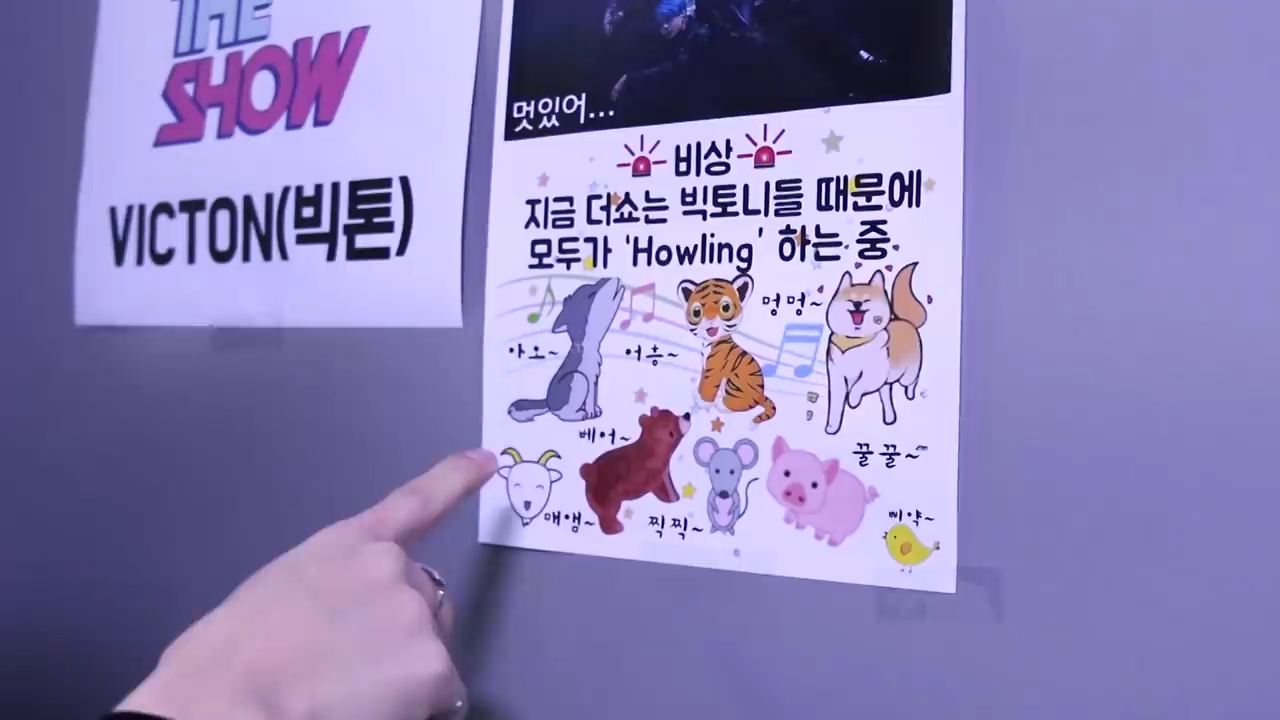 THE
SHOW
VICTON(빅톤)
멋있어...
비상
지금 더쇼는 빅토니들 때문에
모두가 'Howling' 하는 중
멍멍~
아오~
어흥~
베어~
꿀꿀~
매앰~
찍찍~
삐약~